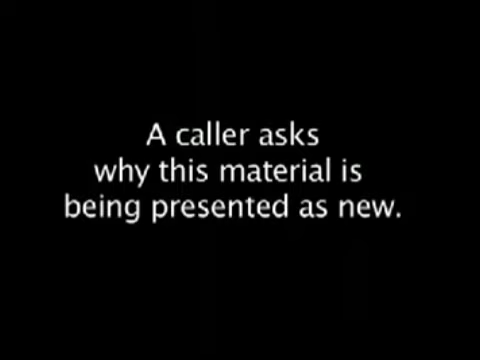 A caller asks
why this material is
being presented as new.